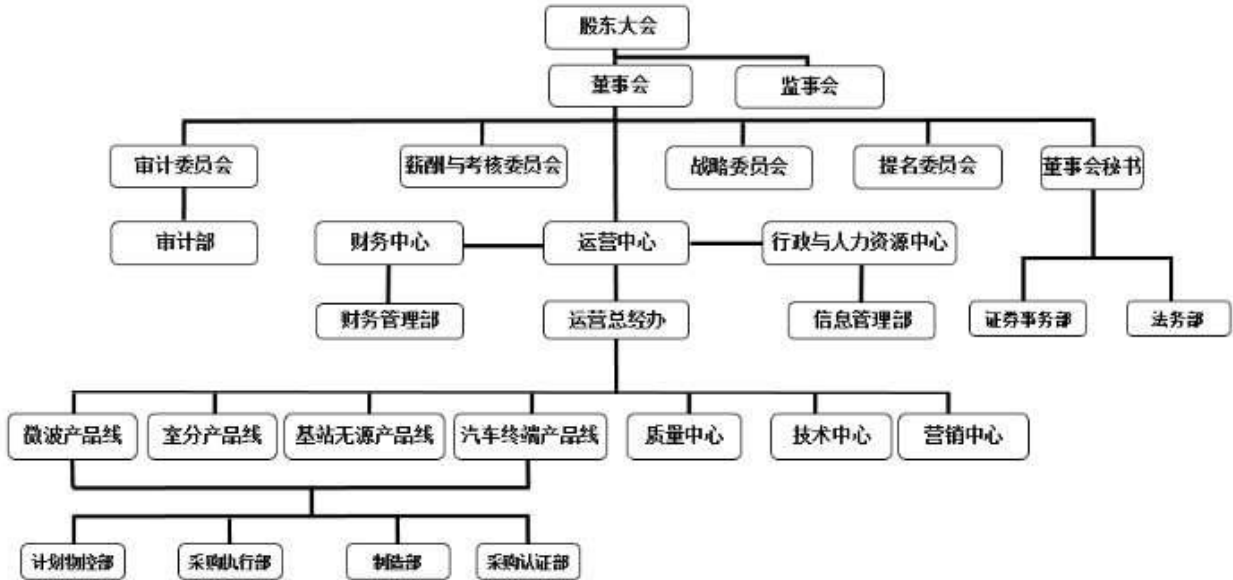 股东大会
董事会
监事会
审计委员会
薪酬与考核委员会
战略委员会
提名委员会
董事会秘书
审计部
财务中心
运营中心
行政与人力资源中心
财务管理部
运营总经办
信息管理部
证券事务部
法务部
微波产品线
室分产品线
基站无源产品线
汽车终端产品线
质量中心
技术中心
营销中心
计划物控部
采购执行部
制造部
采购认证部